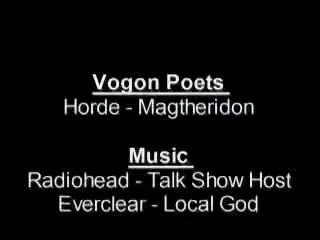 Vogon Poets
Horde - Magtheridon
Music
Radiohead - Talk Show Host
Everclear - Local God